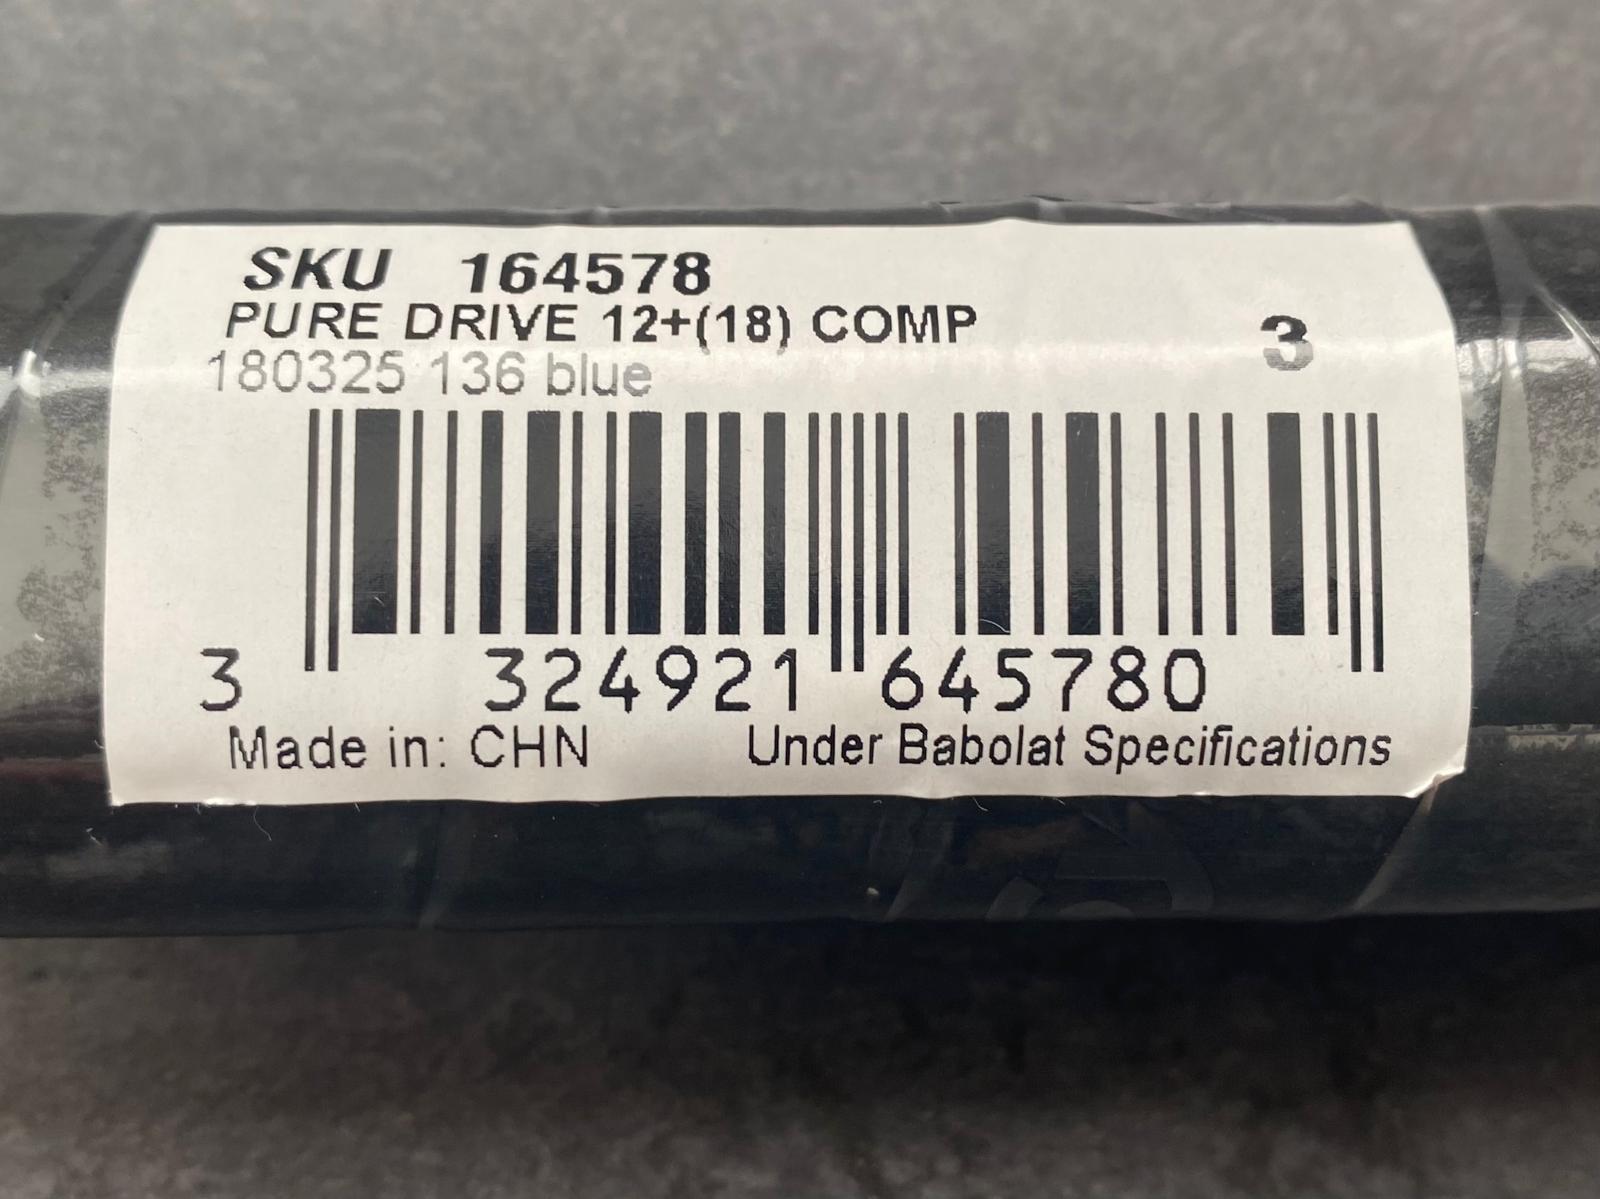 SKU 164578
PURE DRIVE 12+(18) COMP
3
180325 136 blue
3 324921 645780
Made in: CHN Under Babolat Specifications